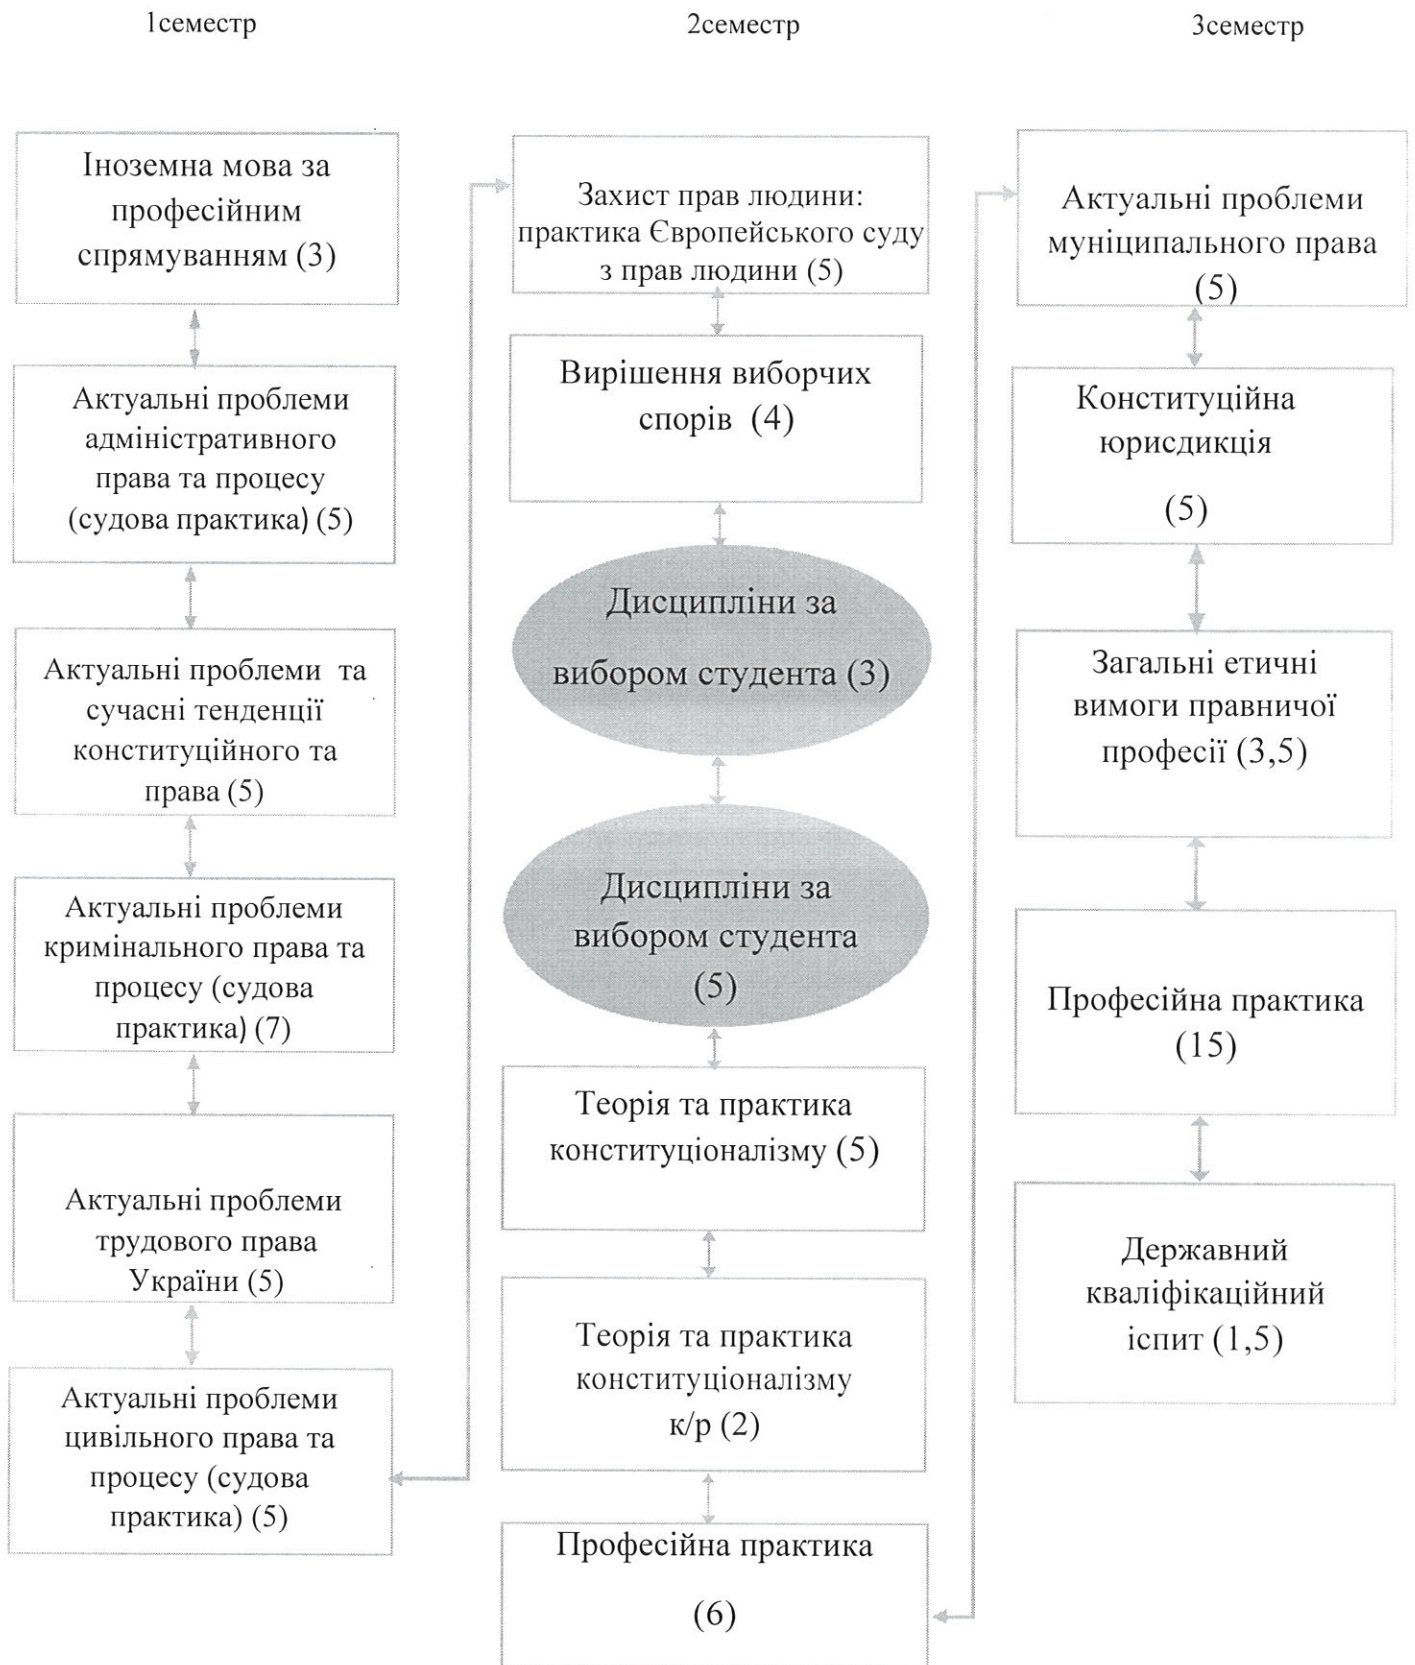 1семестр
2семестр
3семестр
Іноземна мова за
професійним
спрямуванням (3)
Актуальні проблеми
адміністративного
права та процесу
(судова практика) (5)
Актуальні проблеми та
сучасні тенденції
конституційного та
права (5)
Актуальні проблеми
кримінального права та
процесу (судова
практика) (7)
Актуальні проблеми
трудового права
України (5)
Актуальні проблеми
цивільного права та
процесу (судова
практика) (5)
Захист прав людини:
практика Європейського суду
з прав людини (5)
Вирішення виборчих
спорів (4)
Дисципліни за
вибором студента (3)
Дисципліни за
вибором студента
(5)
Теорія та практика
конституціоналізму (5)
Теорія та практика
конституціоналізму
к/р (2)
Професійна практика
(6)
Актуальні проблеми
муніципального права
(5)
Конституційна
юрисдикція
(5)
Загальні етичні
вимоги правничої
професії (3,5)
Професійна практика
(15)
Державний
кваліфікаційний
іспит (1,5)